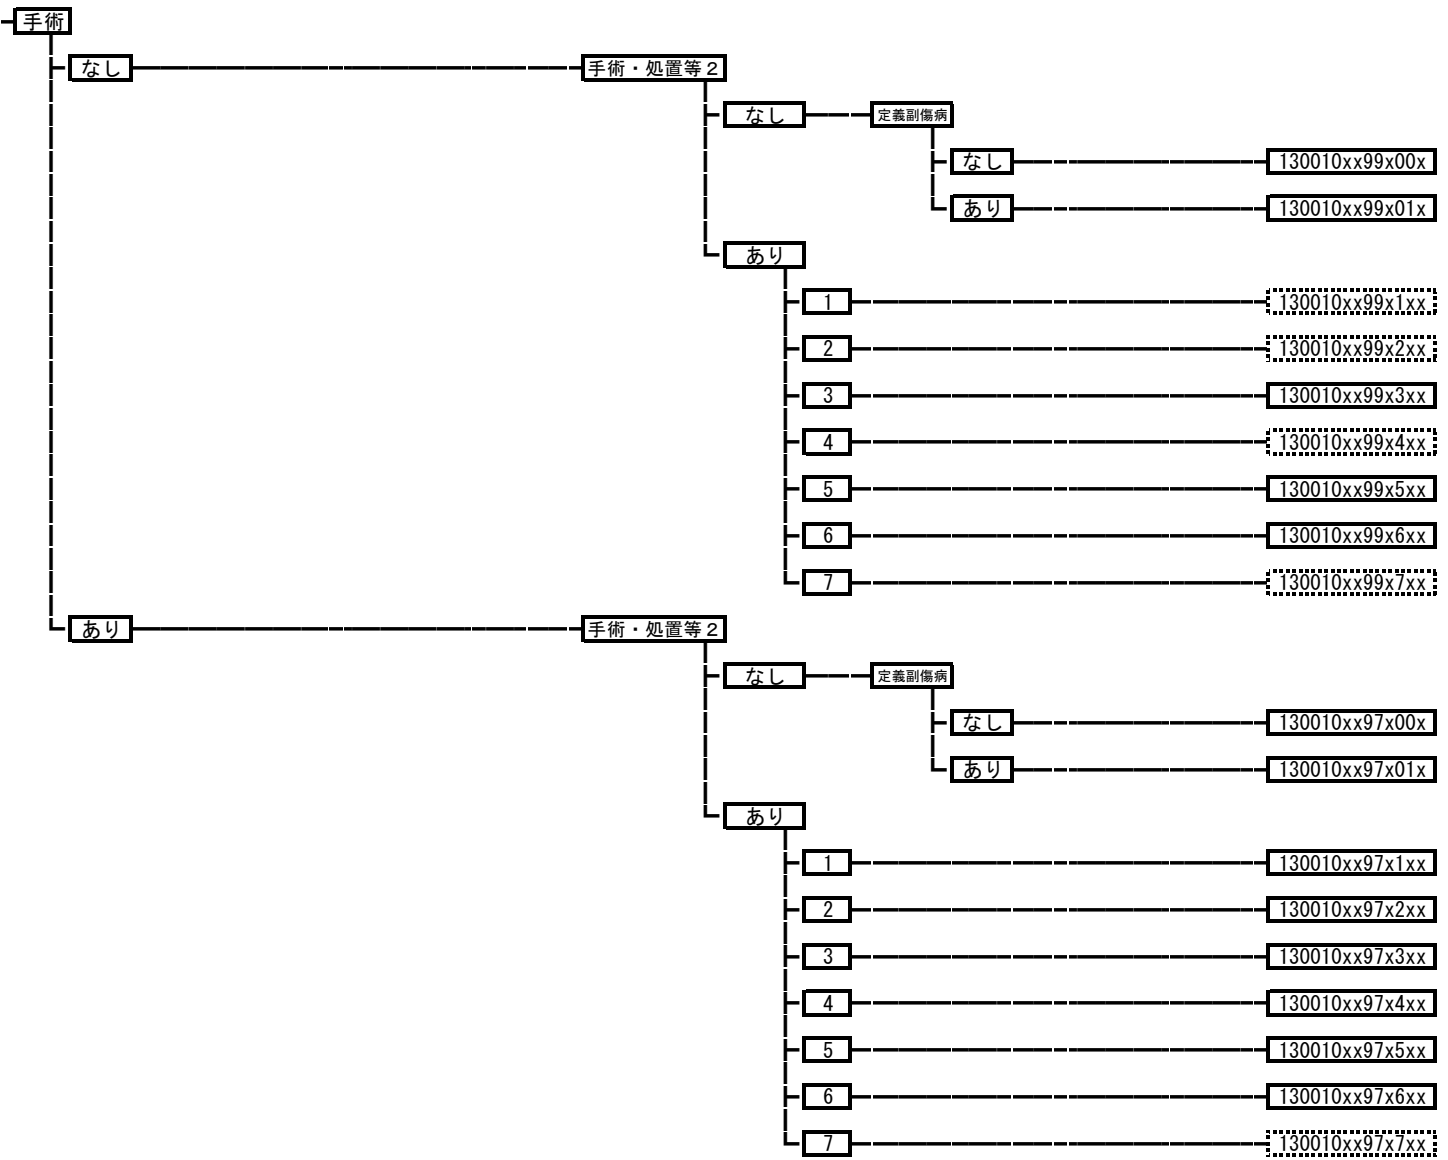 手術
なし 手術・処置等2
なし 定義副傷病
なし 130010xx99x00x
あり 130010xx99x01x
あり
1 130010xx99x1xx
2 130010xx99x2xx
3 130010xx99x3xx
4 130010xx99x4xx
5 130010xx99x5xx
6 130010xx99x6xx
7 130010xx99x7xx
あり 手術・処置等2
なし 定義副傷病
なし 130010xx97x00x
あり 130010xx97x01x
あり
1 130010xx97x1xx
2 130010xx97x2xx
3 130010xx97x3xx
4 130010xx97x4xx
5 130010xx97x5xx
6 130010xx97x6xx
7 130010xx97x7xx